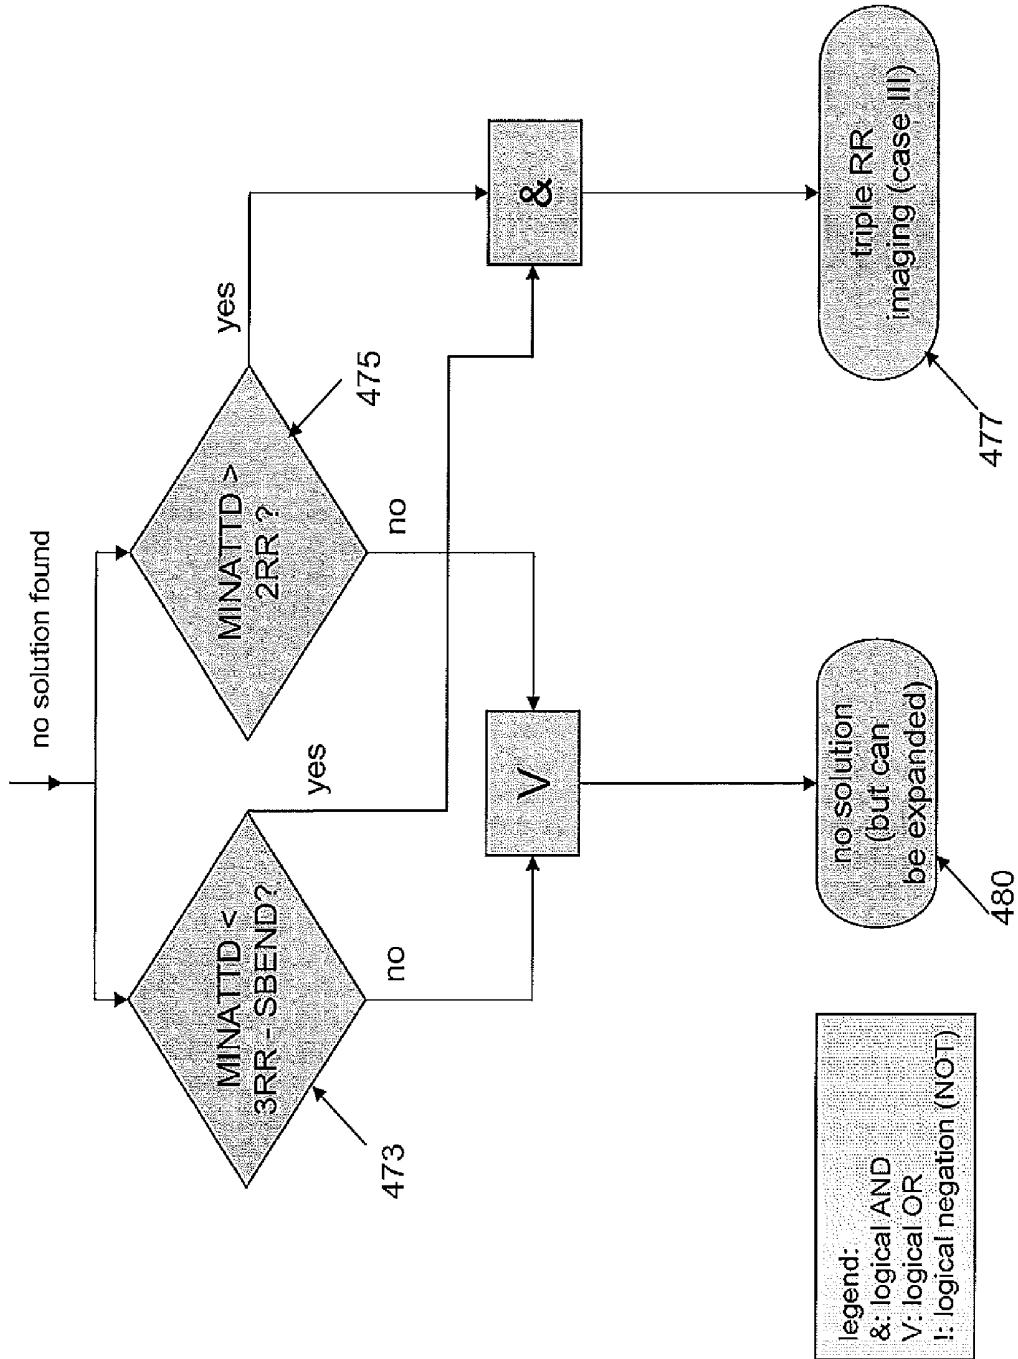 no solution found
MINATTD <
3RR - SBEND?
473
MINATTD >
2RR ?
475
yes
no
yes
no
V
&
no solution
(but can
be expanded)
480
triple RR
imaging (case III)
477
legend:
&: logical AND
V: logical OR
!: logical negation (NOT)